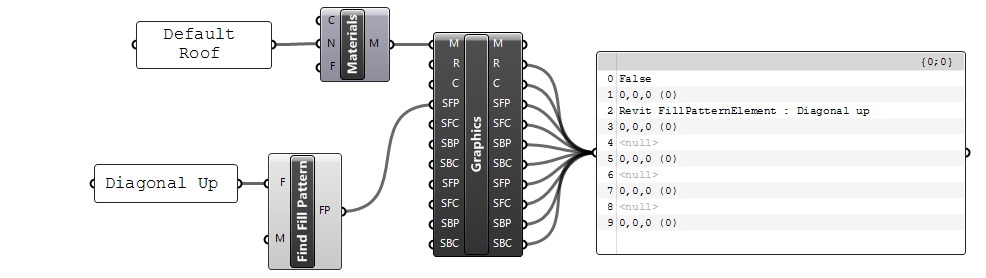 Default
Roof
C
N
F
Materials
M
Diagonal Up
F
M
Find Fill Pattern
FP
M
R
C
SFP
SFC
SBP
SBC
SFP
SFC
SBP
SBC
Graphics
M
R
C
SFP
SFC
SBP
SBC
SFP
SFC
SBP
SBC
{0;0}
0 False
1 0,0,0 (0)
2 Revit FillPatternElement : Diagonal up
3 0,0,0 (0)
4 <null>
5 0,0,0 (0)
6 <null>
7 0,0,0 (0)
8 <null>
9 0,0,0 (0)